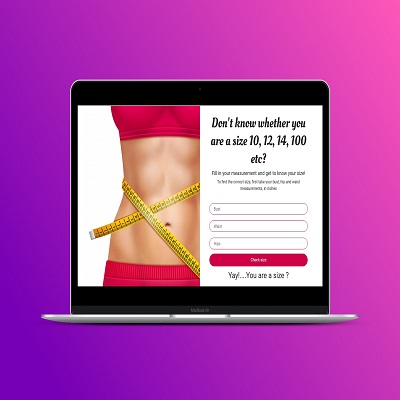 Don't know whether you
are a size 10, 12, 14, 100
etc?
Fill in your measurement and get to know your size!
To find the correct size, first take your bust, hip and waist
measurements, in inches
Bust
Waist
Hips
Check size
Yay!....You are a size ?
MacBook Air